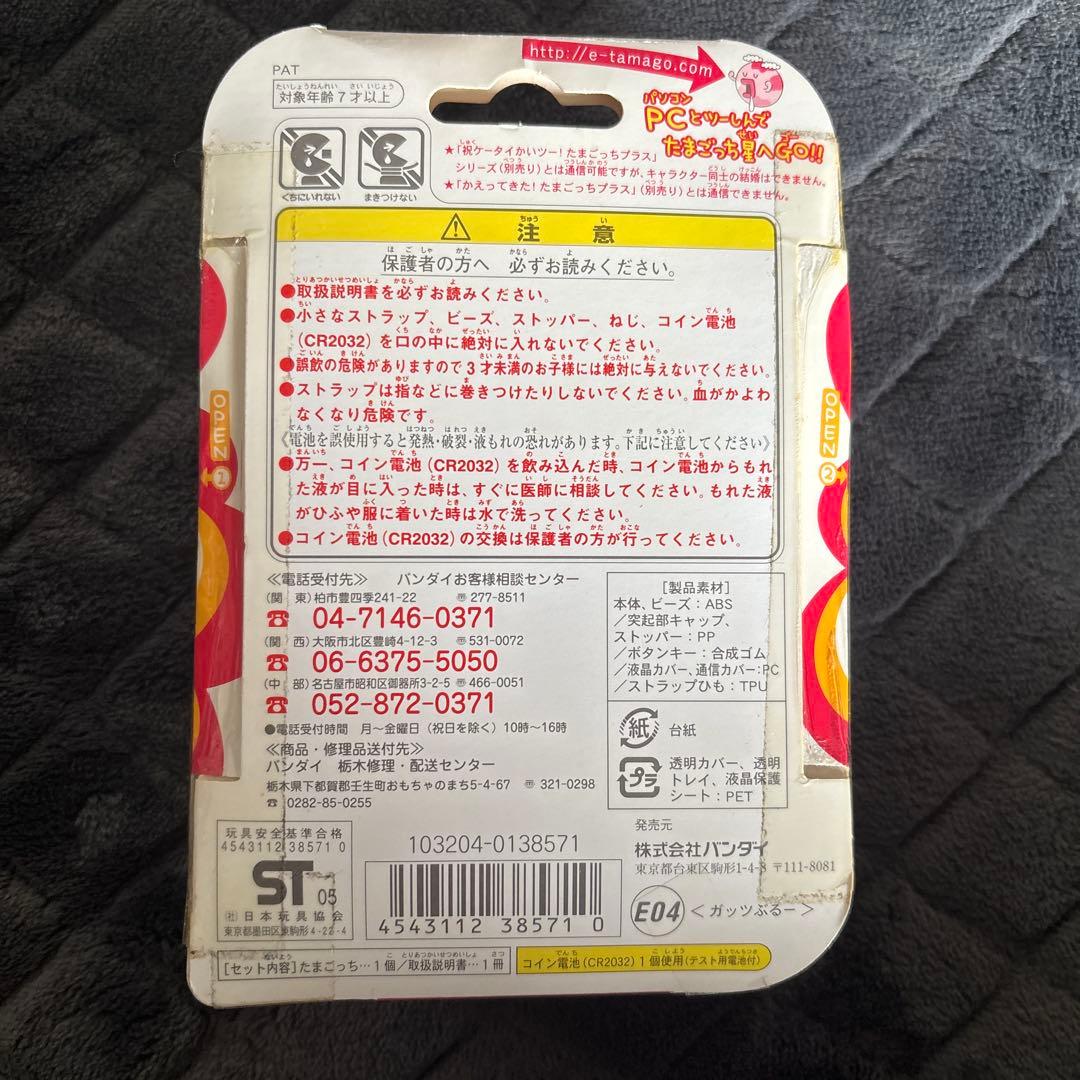 PAT
対象年齢7才以上
くちにいれない
まきつけない
http://e-tamago.com
パソコン
PCとツーしんで
たまごっち星へGO!!
★「祝ケータイかいツー!たまごっちプラス」
シリーズ(別売り)とは通信可能ですが、キャラクター同士の結婚はできません。
★「かえってきた!たまごっちプラス」(別売り)とは通信できません。
注意
保護者の方へ 必ずお読みください。
●取扱説明書を必ずお読みください。
●小さなストラップ、ビーズ、ストッパー、ねじ、コイン電池
(CR2032)を口の中に絶対に入れないでください。
●誤飲の危険がありますので3才未満のお子様には絶対に与えないでください。
●ストラップは指などに巻きつけたりしないでください。血がかよわ
なくなり危険です。
《電池を誤使用すると発熱・破裂・液もれの恐れがあります。下記に注意してください》
●万一、コイン電池(CR2032)を飲み込んだ時、コイン電池からもれ
た液が目に入った時は、すぐに医師に相談してください。もれた液
がひふや服に着いた時は水で洗ってください。
●コイン電池(CR2032)の交換は保護者の方が行ってください。
OPEN
2
OPEN
2
≪電話受付先≫ バンダイお客様相談センター
(関 東)柏市豊四季241-22 〒277-8511
☎ 04-7146-0371
(関 西)大阪市北区豊崎4-12-3 〒531-0072
☎ 06-6375-5050
(中 部)名古屋市昭和区御器所3-2-5 〒466-0051
☎ 052-872-0371
●電話受付時間 月〜金曜日(祝日を除く)10時〜16時
≪商品・修理品送付先≫
バンダイ 栃木修理・配送センター
栃木県下都賀郡壬生町おもちゃのまち5-4-67 〒321-0298
☎ 0282-85-0255
[製品素材]
本体、ビーズ:ABS
/突起部キャップ、
ストッパー:PP
/ボタンキー:合成ゴム
/液晶カバー、通信カバー:PC
/ストラップひも:TPU
紙
台紙
プラ
透明カバー、透明
トレイ、液晶保護
シート:PET
玩具安全基準合格
4543112 38571 0
ST
05
(社)日本玩具協会
東京都墨田区東駒形4-22-4
103204-0138571
4543112 38571 0
発売元
株式会社バンダイ
東京都台東区駒形1-4-8 〒111-8081
E04
<ガッツぶるー>
[セット内容]たまごっち…1個/取扱説明書…1冊
コイン電池(CR2032)1個使用(テスト用電池付)